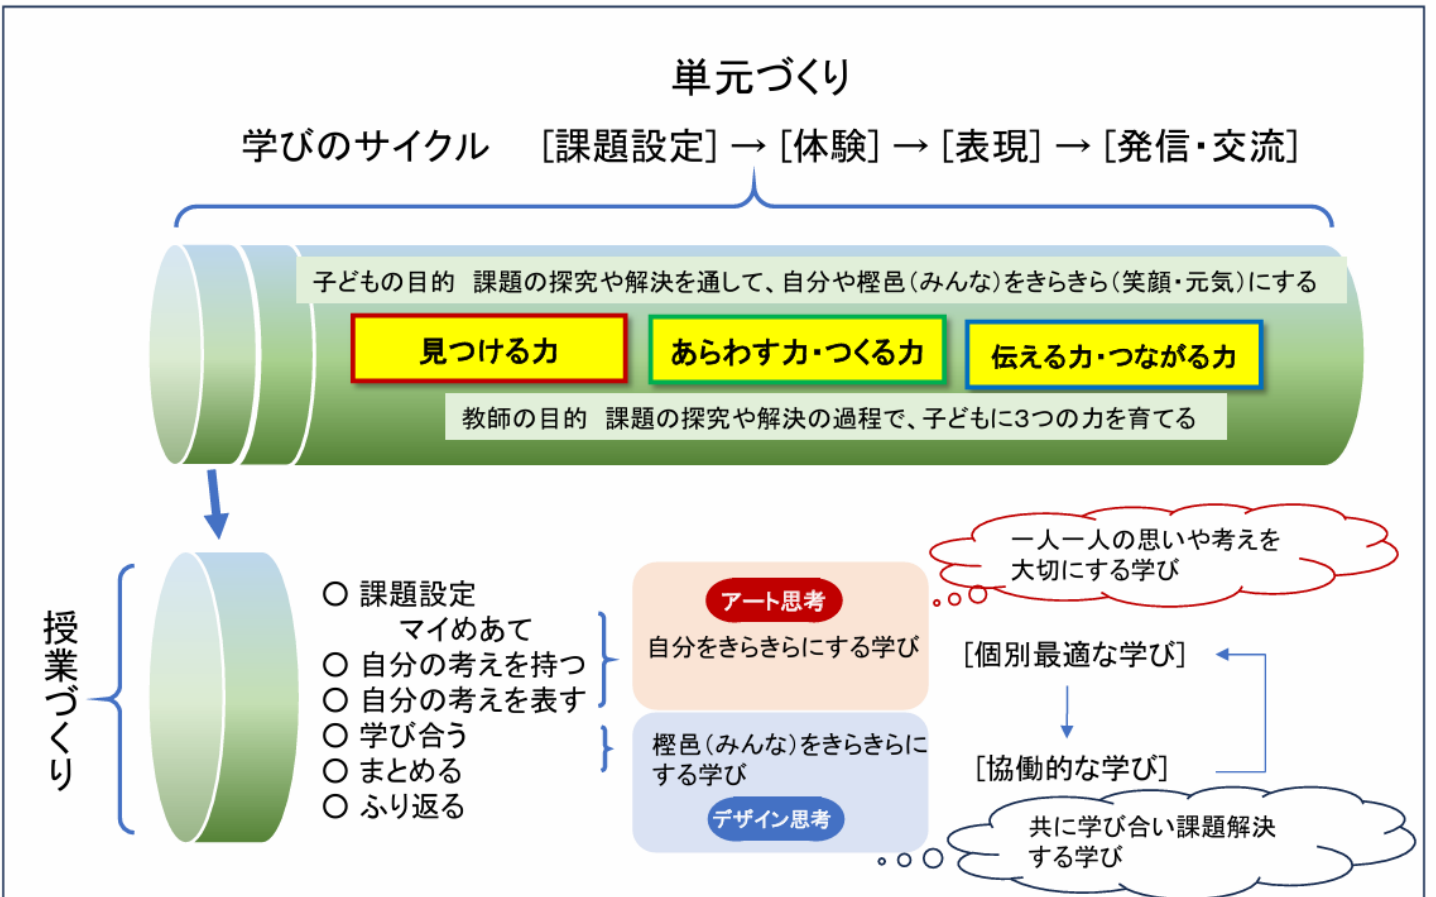 単元づくり
学びのサイクル　[課題設定]→[体験]→[表現]→[発信・交流]
子どもの目的　課題の探究や解決を通して、自分や樫邑（みんな）をきらきら（笑顔・元気）にする
見つける力
あらわす力・つくる力
伝える力・つながる力
教師の目的　課題の探究や解決の過程で、子どもに3つの力を育てる
授業づくり
○ 課題設定
マイめあて
○ 自分の考えを持つ
○ 自分の考えを表す
○ 学び合う
○ まとめる
○ ふり返る
アート思考
自分をきらきらにする学び
樫邑（みんな）をきらきらに
する学び
デザイン思考
一人一人の思いや考えを
大切にする学び
[個別最適な学び]
[協働的な学び]
共に学び合い課題解決
する学び